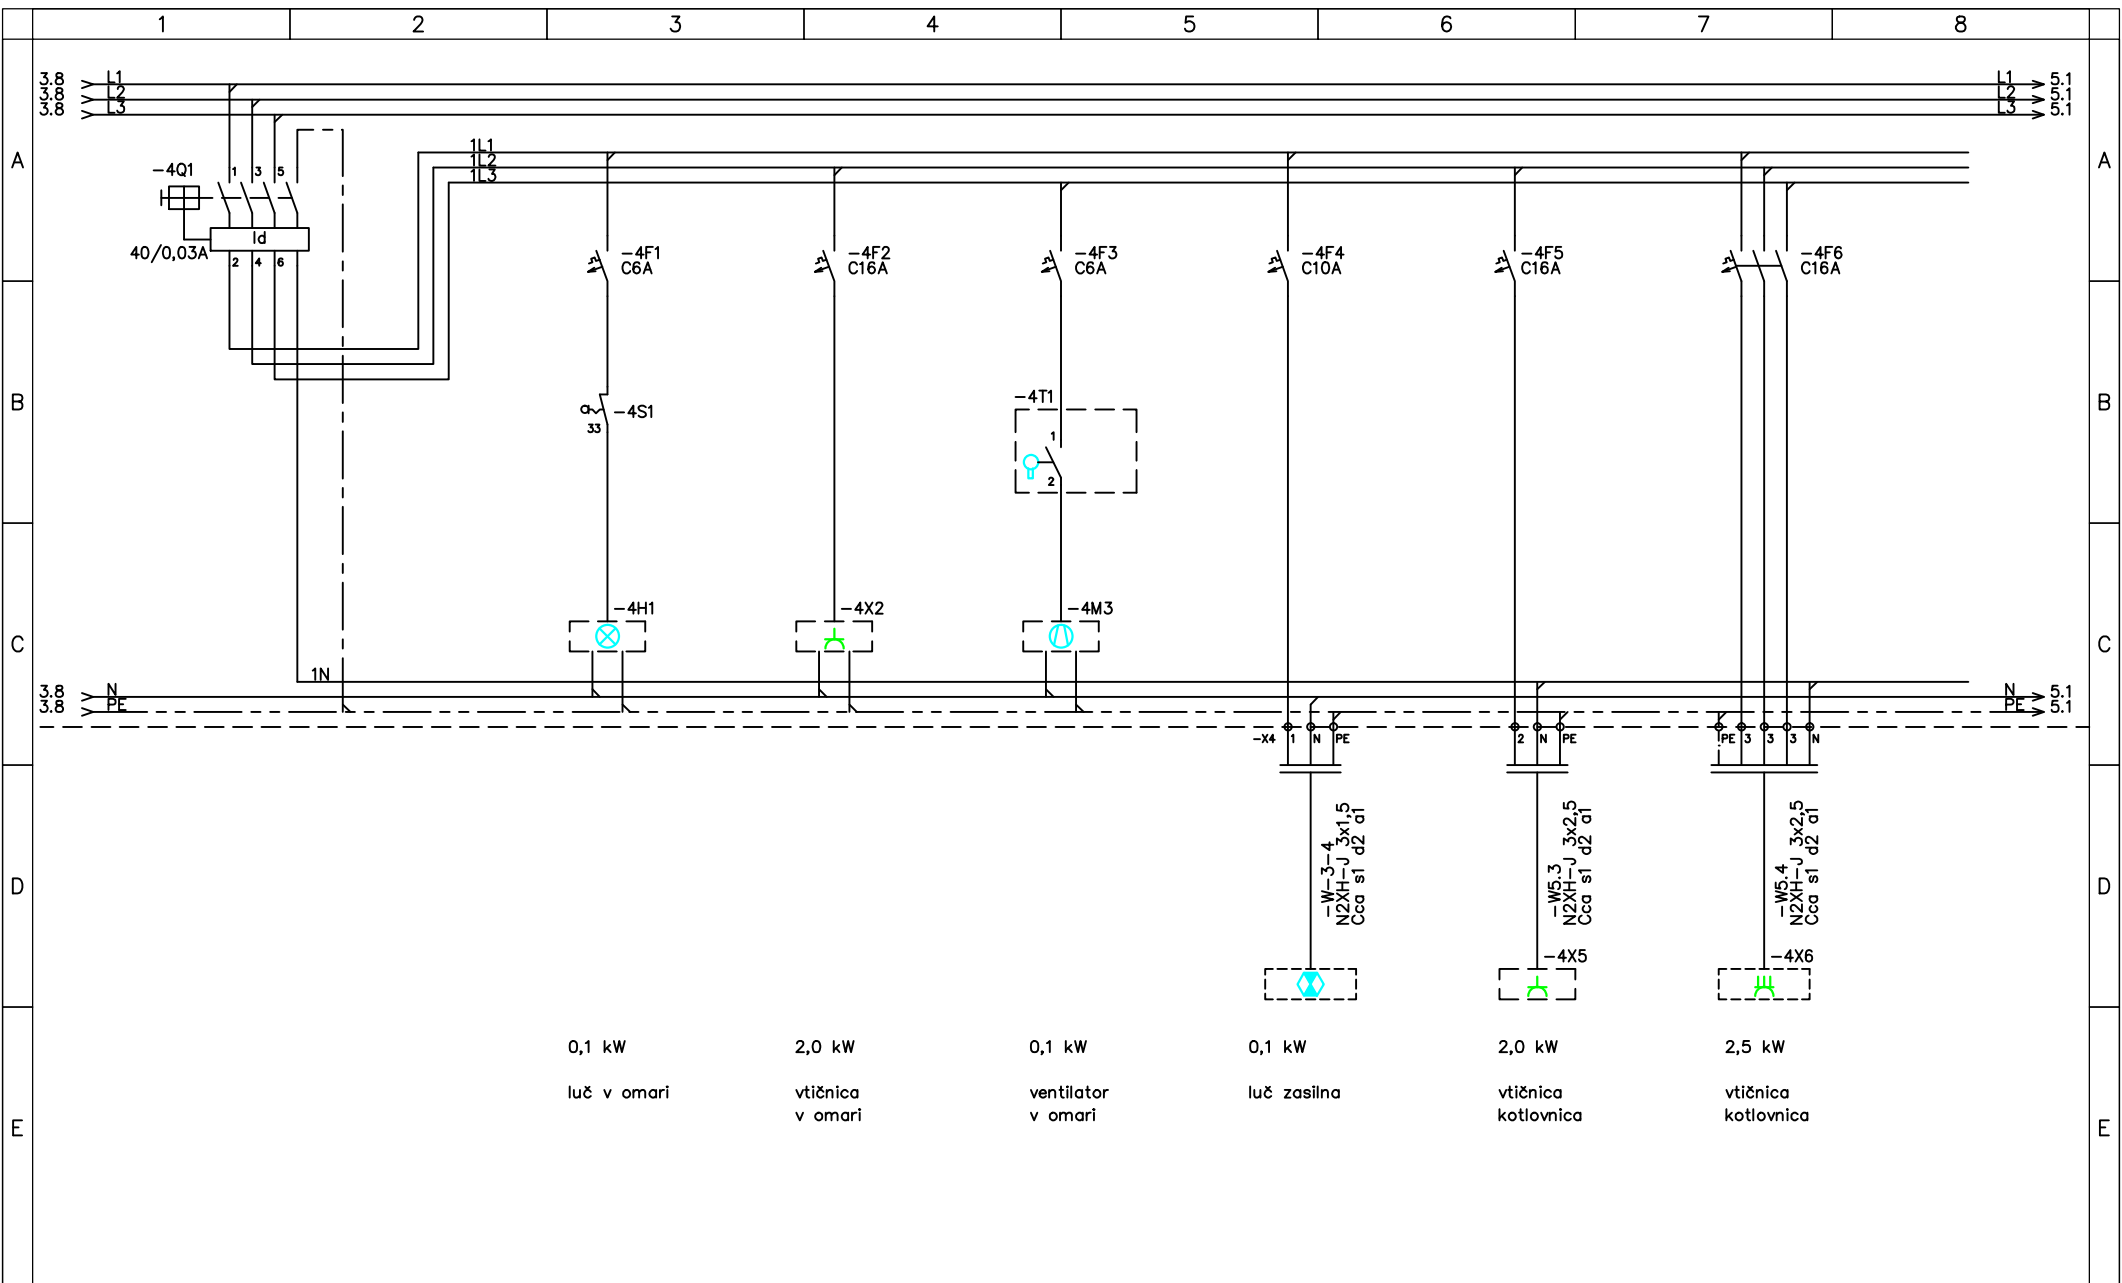 1 2 3 4 5 6 7 8
3.8 L1 L1 5.1
3.8 L2 L2 5.1
3.8 L3 L3 5.1
A A
1L1
1L2
1L3
-4Q1 1 3 5
Id
40/0,03A 2 4 6
-4F1 -4F2 -4F3 -4F4 -4F5 -4F6
C6A C16A C6A C10A C16A C16A
B B
-4T1
-4S1
33
1
2
-4H1 -4X2 -4M3
C C
1N
3.8 N N 5.1
3.8 PE PE 5.1
-X4 1 N PE 2 N PE PE 3 3 3 N
D D
-W-3-4
N2XH-J 3x1,5
Cca s1 d2 a1
-W5.3
N2XH-J 3x2,5
Cca s1 d2 a1
-W5.4
N2XH-J 3x2,5
Cca s1 d2 a1
-4X5 -4X6
0,1 kW 2,0 kW 0,1 kW 0,1 kW 2,0 kW 2,5 kW
luč v omari vtičnica ventilator luč zasilna vtičnica vtičnica
v omari v omari kotlovnica kotlovnica
E E